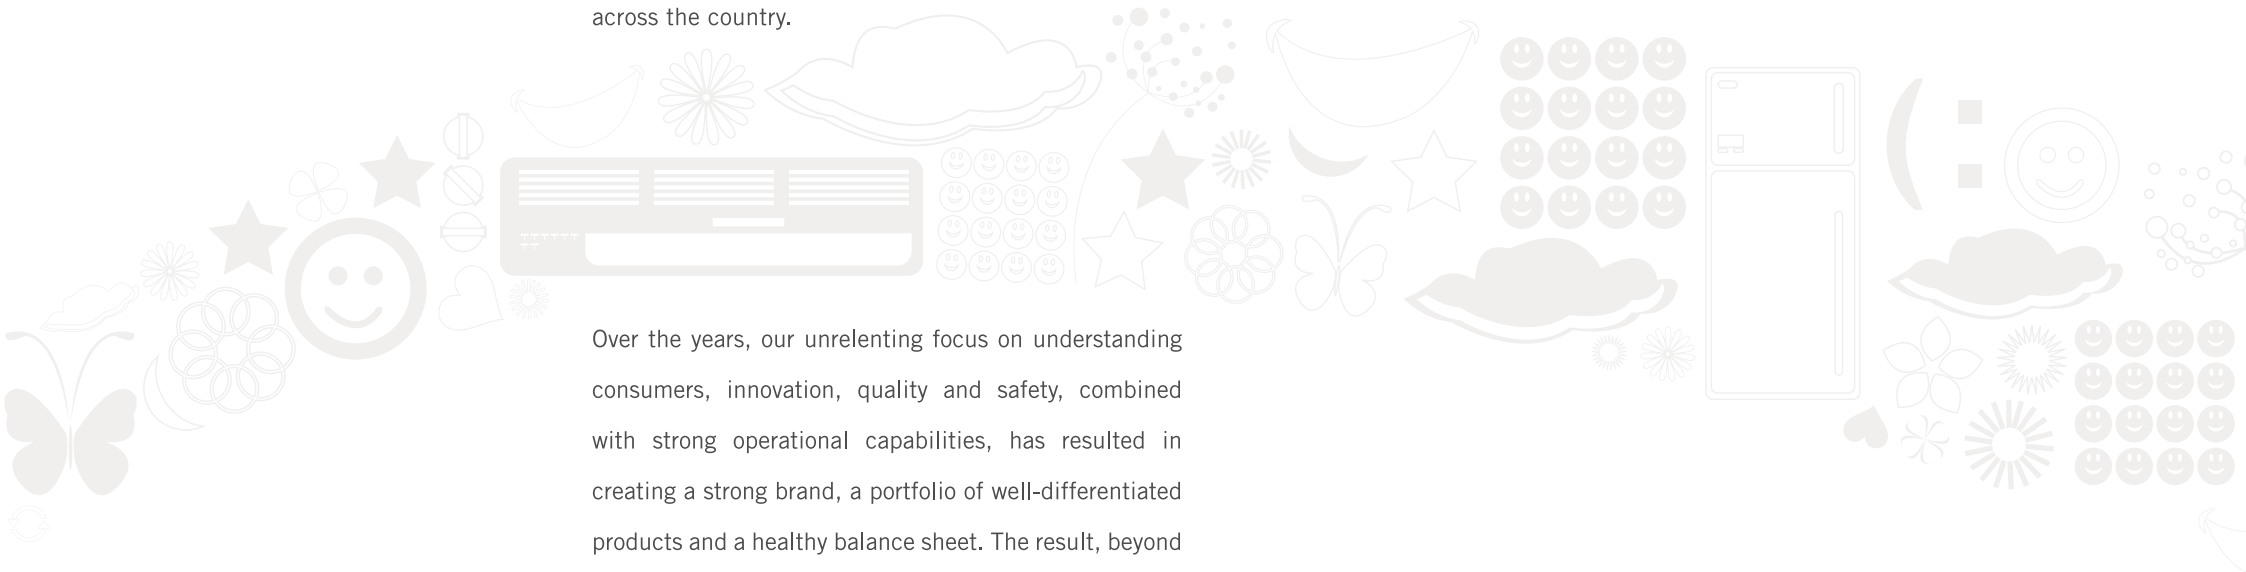 across the country.
Over the years, our unrelenting focus on understanding
consumers, innovation, quality and safety, combined
with strong operational capabilities, has resulted in
creating a strong brand, a portfolio of well-differentiated
products and a healthy balance sheet. The result, beyond